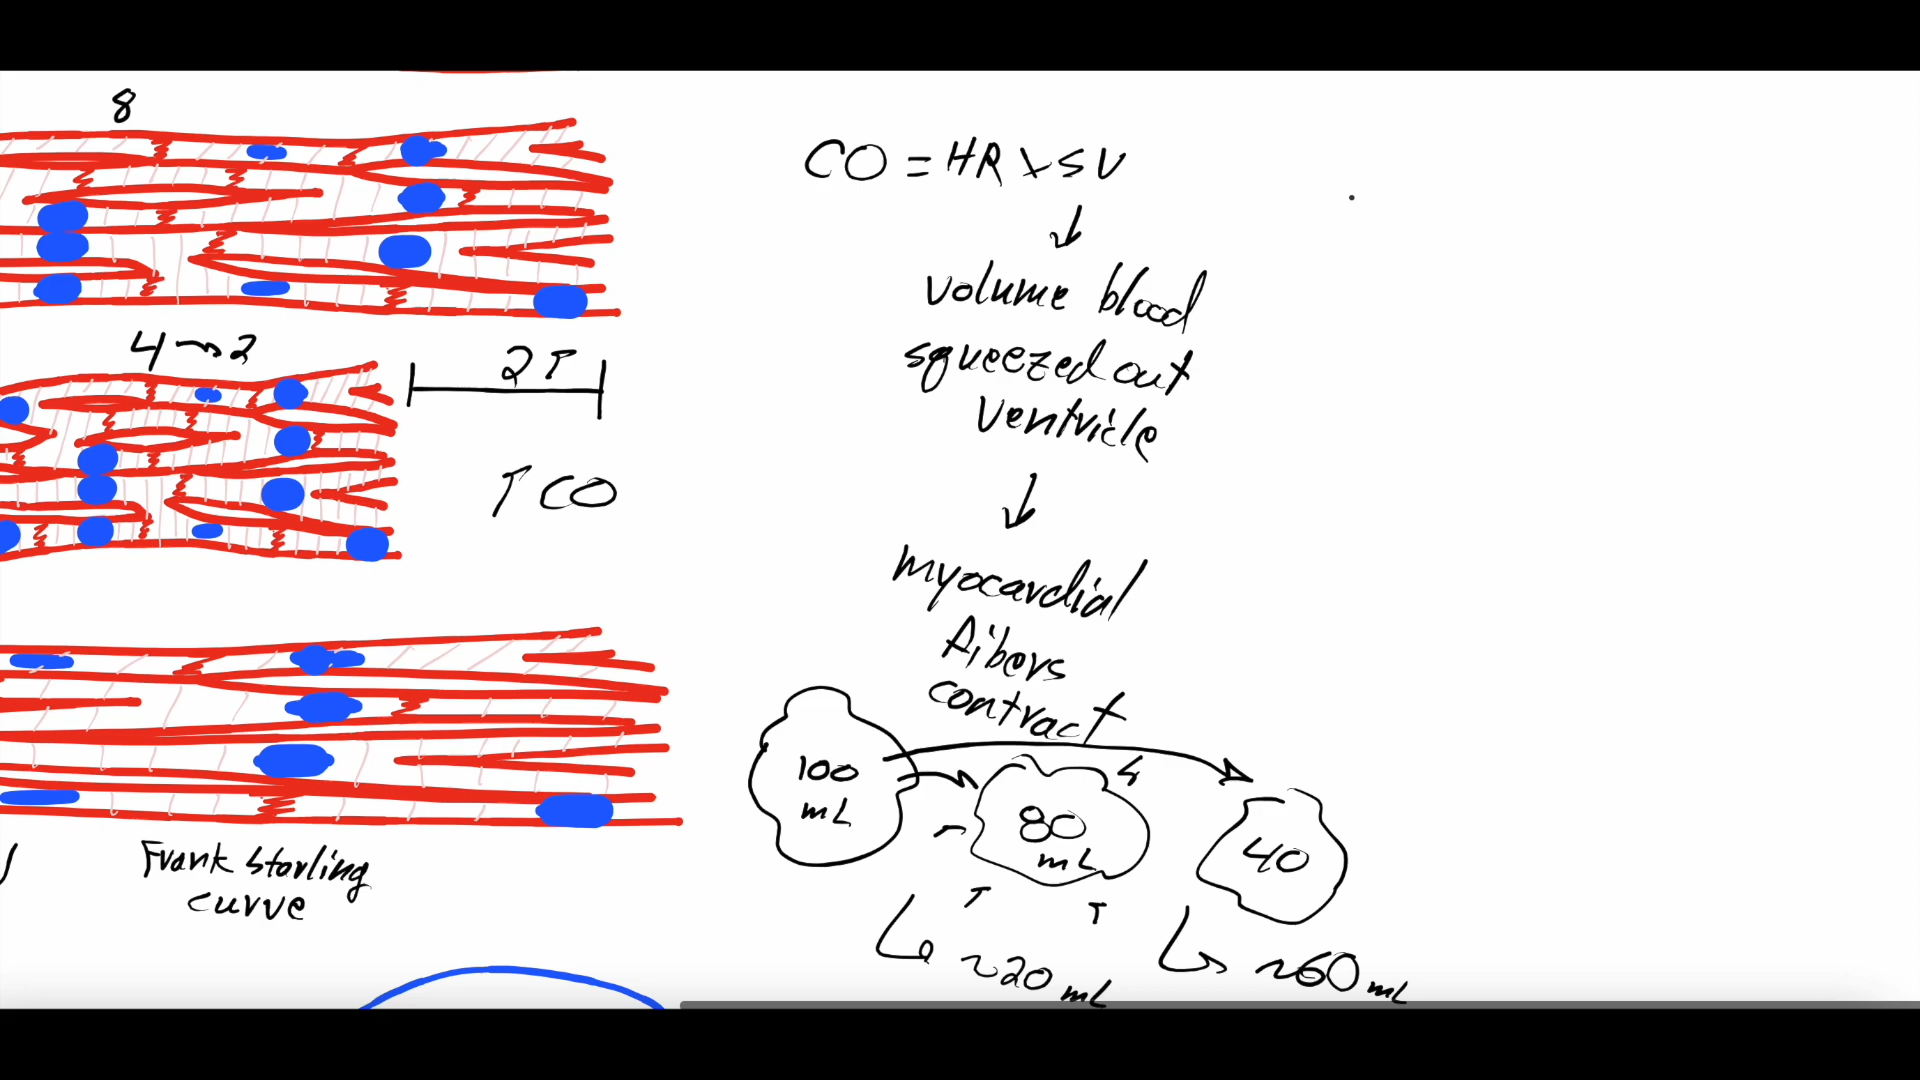 8
CO = HR x SV
↓
volume blood
squeezed out
ventricle
↓
myocardial
fibers
contract
4 → 2
2 T
↑ CO
100
mL
80
mL
40
~20 mL
~60 mL
Frank Starling
curve